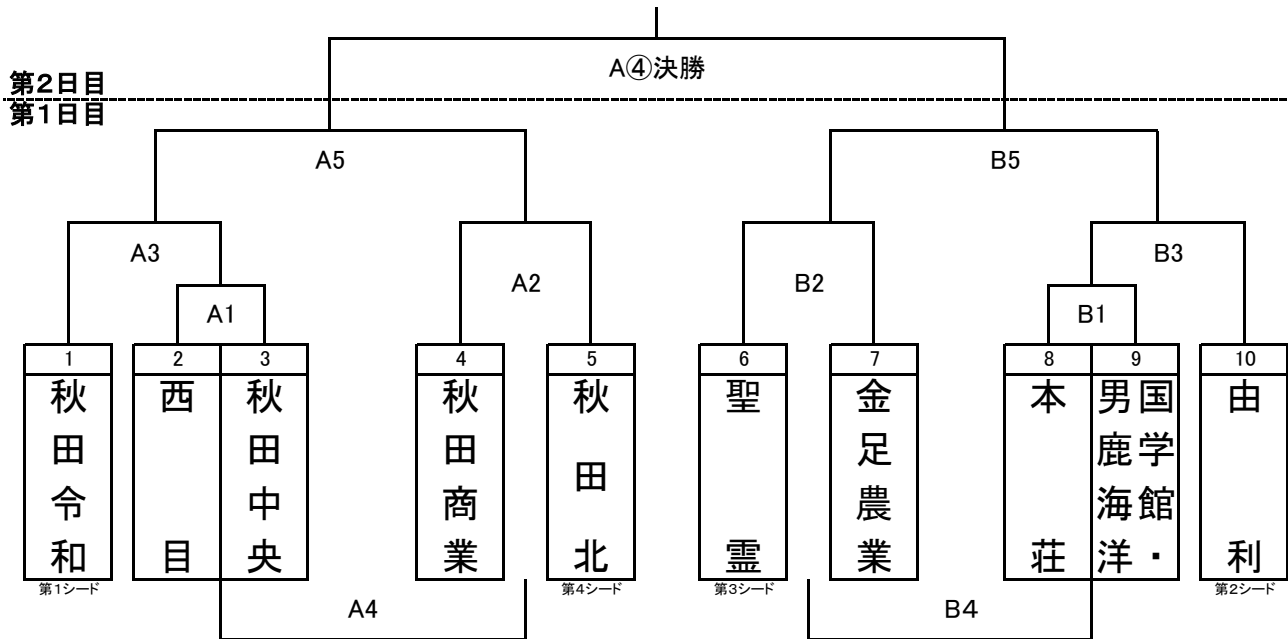 A④決勝
第2日目
第1日目
A5
B5
A3
A2
B2
B3
A1
B1
1
2
3
4
5
6
7
8
9
10
秋田令和
西目
秋田中央
秋田商業
秋田北
聖霊
金足農業
本荘
国学館・
男鹿海洋
由利
第1シード
第4シード
第3シード
第2シード
A4
B4